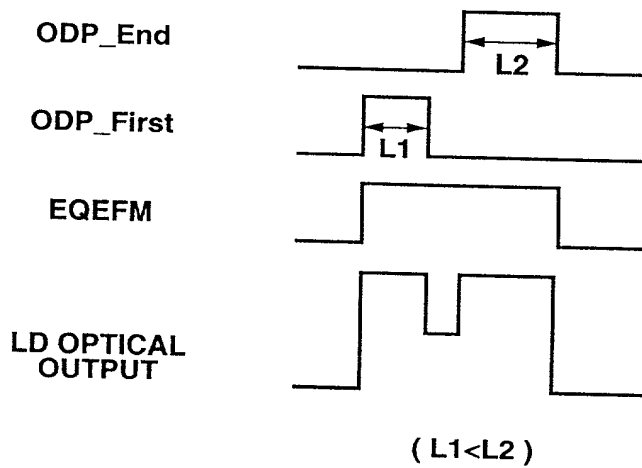 ODP_End
L2
ODP_First
L1
EQEFM
LD OPTICAL
OUTPUT
( L1<L2 )